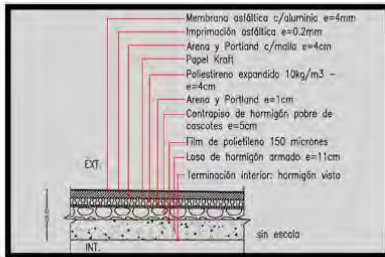 Membrana asfáltica c/aluminio e=4mm
Imprimación asfáltica e=0.2mm
Arena y Portland c/malla e=4cm
Papel Kraft
Poliestireno expandido 10kg/m3 -
e=4cm
Arena y Portland e=1cm
Contrapiso de hormigón pobre de
cascotes e=5cm
Film de polietileno 150 micrones
Losa de hormigón armado e=11cm
EXT.
Terminación interior: hormigón visto
sin escala
INT.